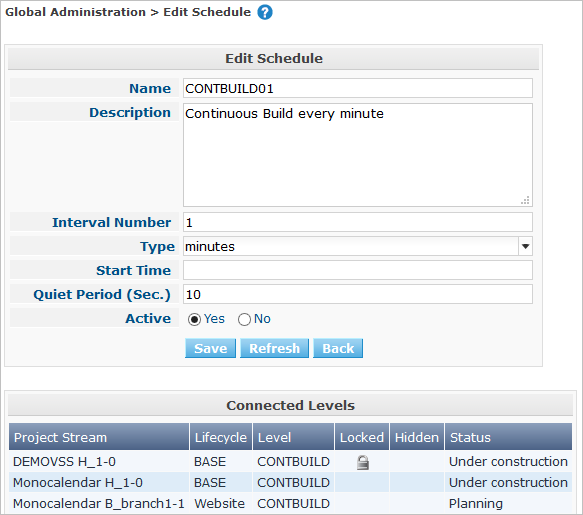 Global Administration > Edit Schedule ?
Edit Schedule
Name CONTBUILD01
Description Continuous Build every minute
Interval Number 1
Type minutes
Start Time
Quiet Period (Sec.) 10
Active Yes No
Save Refresh Back
Connected Levels
Project Stream Lifecycle Level Locked Hidden Status
DEMOVSS H_1-0 BASE CONTBUILD Under construction
Monocalendar H_1-0 BASE CONTBUILD Under construction
Monocalendar B_branch1-1 Website CONTBUILD Planning